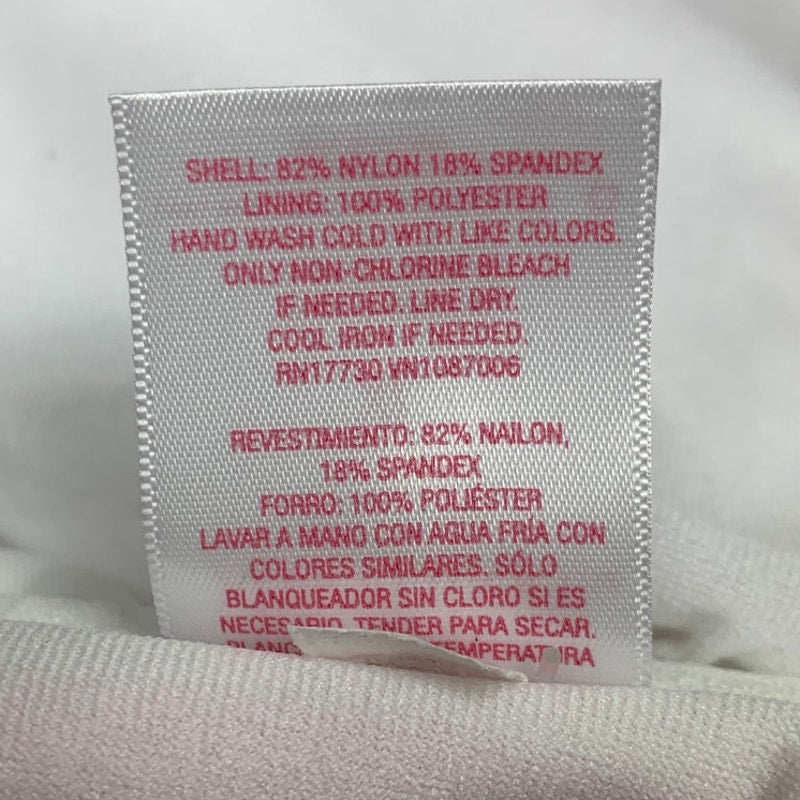 SHELL: 82% NYLON 18% SPANDEX
LINING: 100% POLYESTER
HAND WASH COLD WITH LIKE COLORS.
ONLY NON-CHLORINE BLEACH
IF NEEDED. LINE DRY.
COOL IRON IF NEEDED.
RN17730 VN1087006
REVESTIMIENTO: 82% NAILON,
18% SPANDEX
FORRO: 100% POLIÉSTER
LAVAR A MANO CON AGUA FRÍA CON
COLORES SIMILARES. SÓLO
BLANQUEADOR SIN CLORO SI ES
NECESARIO. TENDER PARA SECAR.
TEMPERATURA